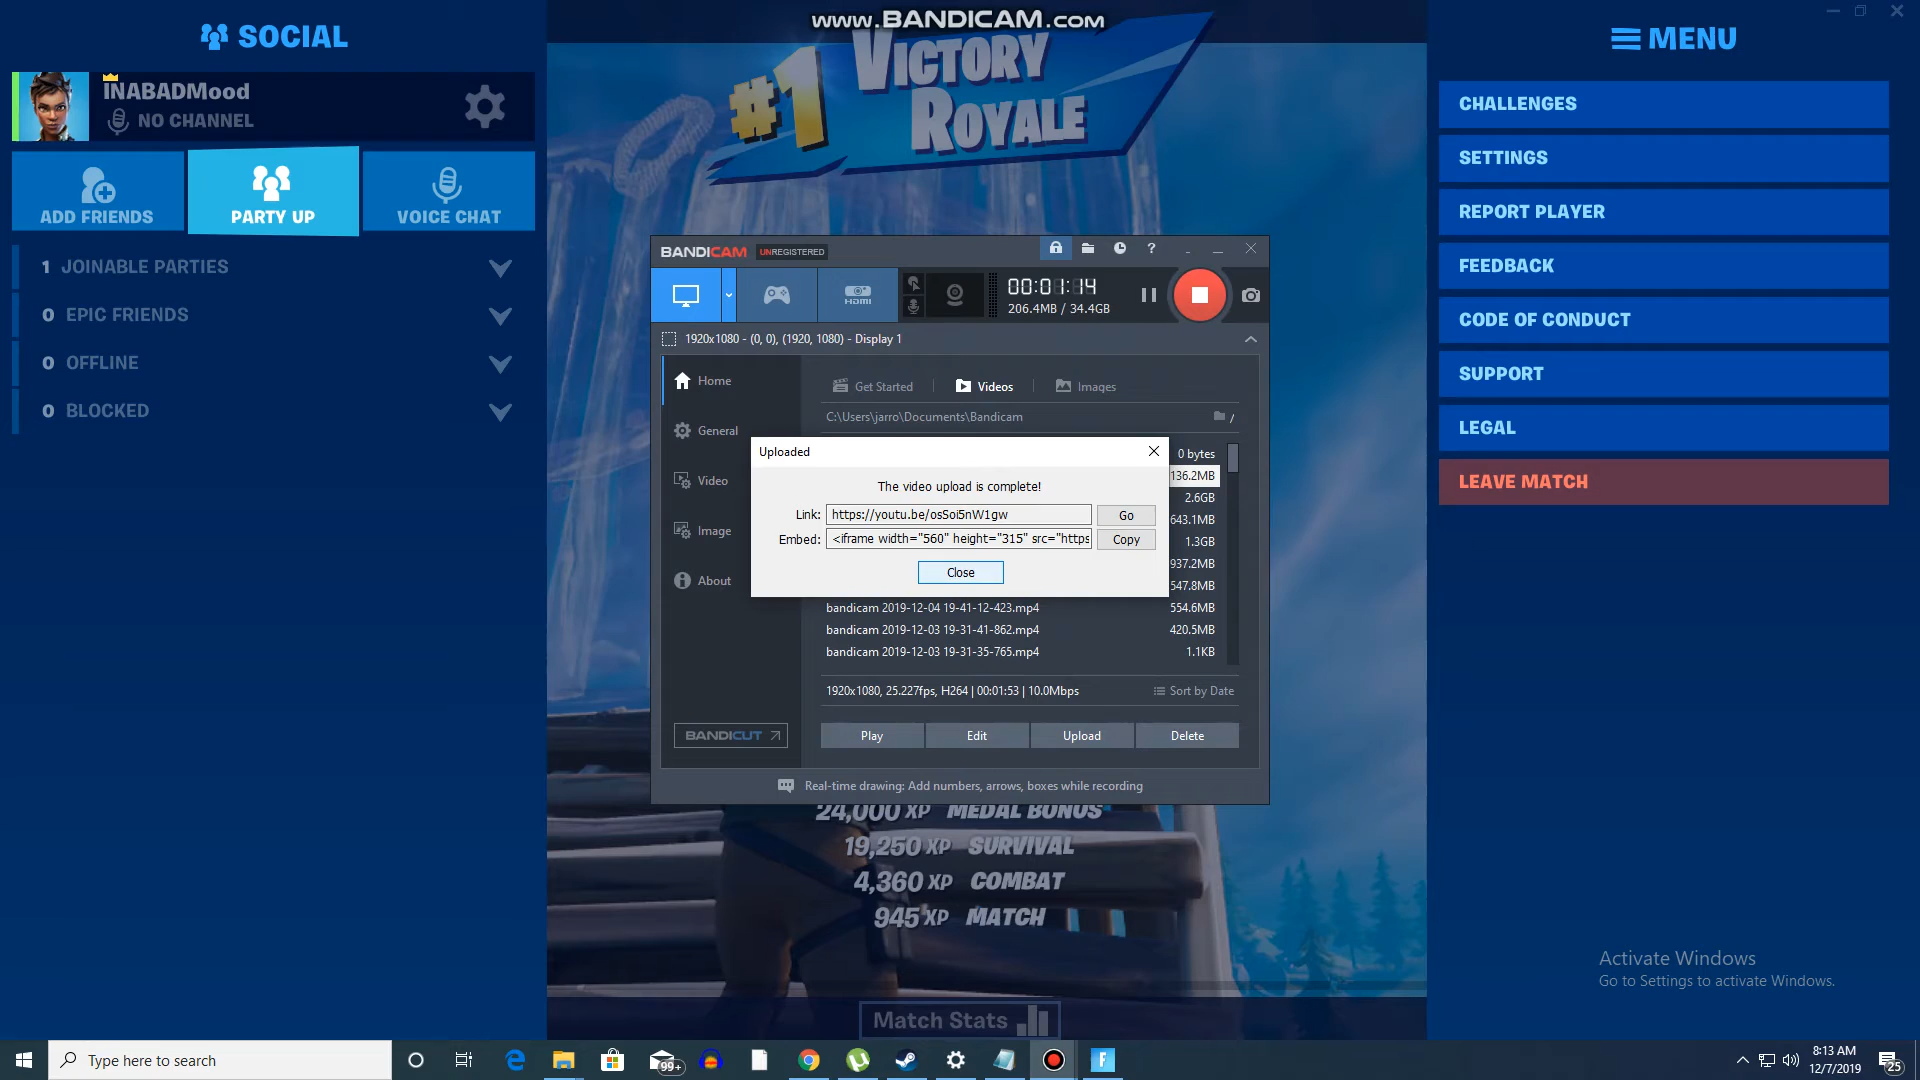 www.BANDICAM.com
SOCIAL
INABADMood
NO CHANNEL
ADD FRIENDS
PARTY UP
VOICE CHAT
1 JOINABLE PARTIES
0 EPIC FRIENDS
0 OFFLINE
0 BLOCKED
#1 VICTORY ROYALE
MENU
CHALLENGES
SETTINGS
REPORT PLAYER
FEEDBACK
CODE OF CONDUCT
SUPPORT
LEGAL
LEAVE MATCH
BANDICAM UNREGISTERED
?
HDMI
00:01:14
206.4MB / 34.4GB
1920x1080 - (0, 0), (1920, 1080) - Display 1
Home
General
Video
Image
About
BANDICUT
Get Started
Videos
Images
C:\Users\jarro\Documents\Bandicam
/
0 bytes
136.2MB
2.6GB
643.1MB
1.3GB
937.2MB
547.8MB
Uploaded
The video upload is complete!
Link: https://youtu.be/osSoi5nW1gw Go
Embed: <iframe width="560" height="315" src="https Copy
Close
bandicam 2019-12-04 19-41-12-423.mp4 554.6MB
bandicam 2019-12-03 19-31-41-862.mp4 420.5MB
bandicam 2019-12-03 19-31-35-765.mp4 1.1KB
1920x1080, 25.227fps, H264 | 00:01:53 | 10.0Mbps
Sort by Date
Play
Edit
Upload
Delete
Real-time drawing: Add numbers, arrows, boxes while recording
24,000 XP MEDAL BONUS
19,250 XP SURVIVAL
4,360 XP COMBAT
945 XP MATCH
Match Stats
Activate Windows
Go to Settings to activate Windows.
Type here to search
99+
8:13 AM
12/7/2019
25